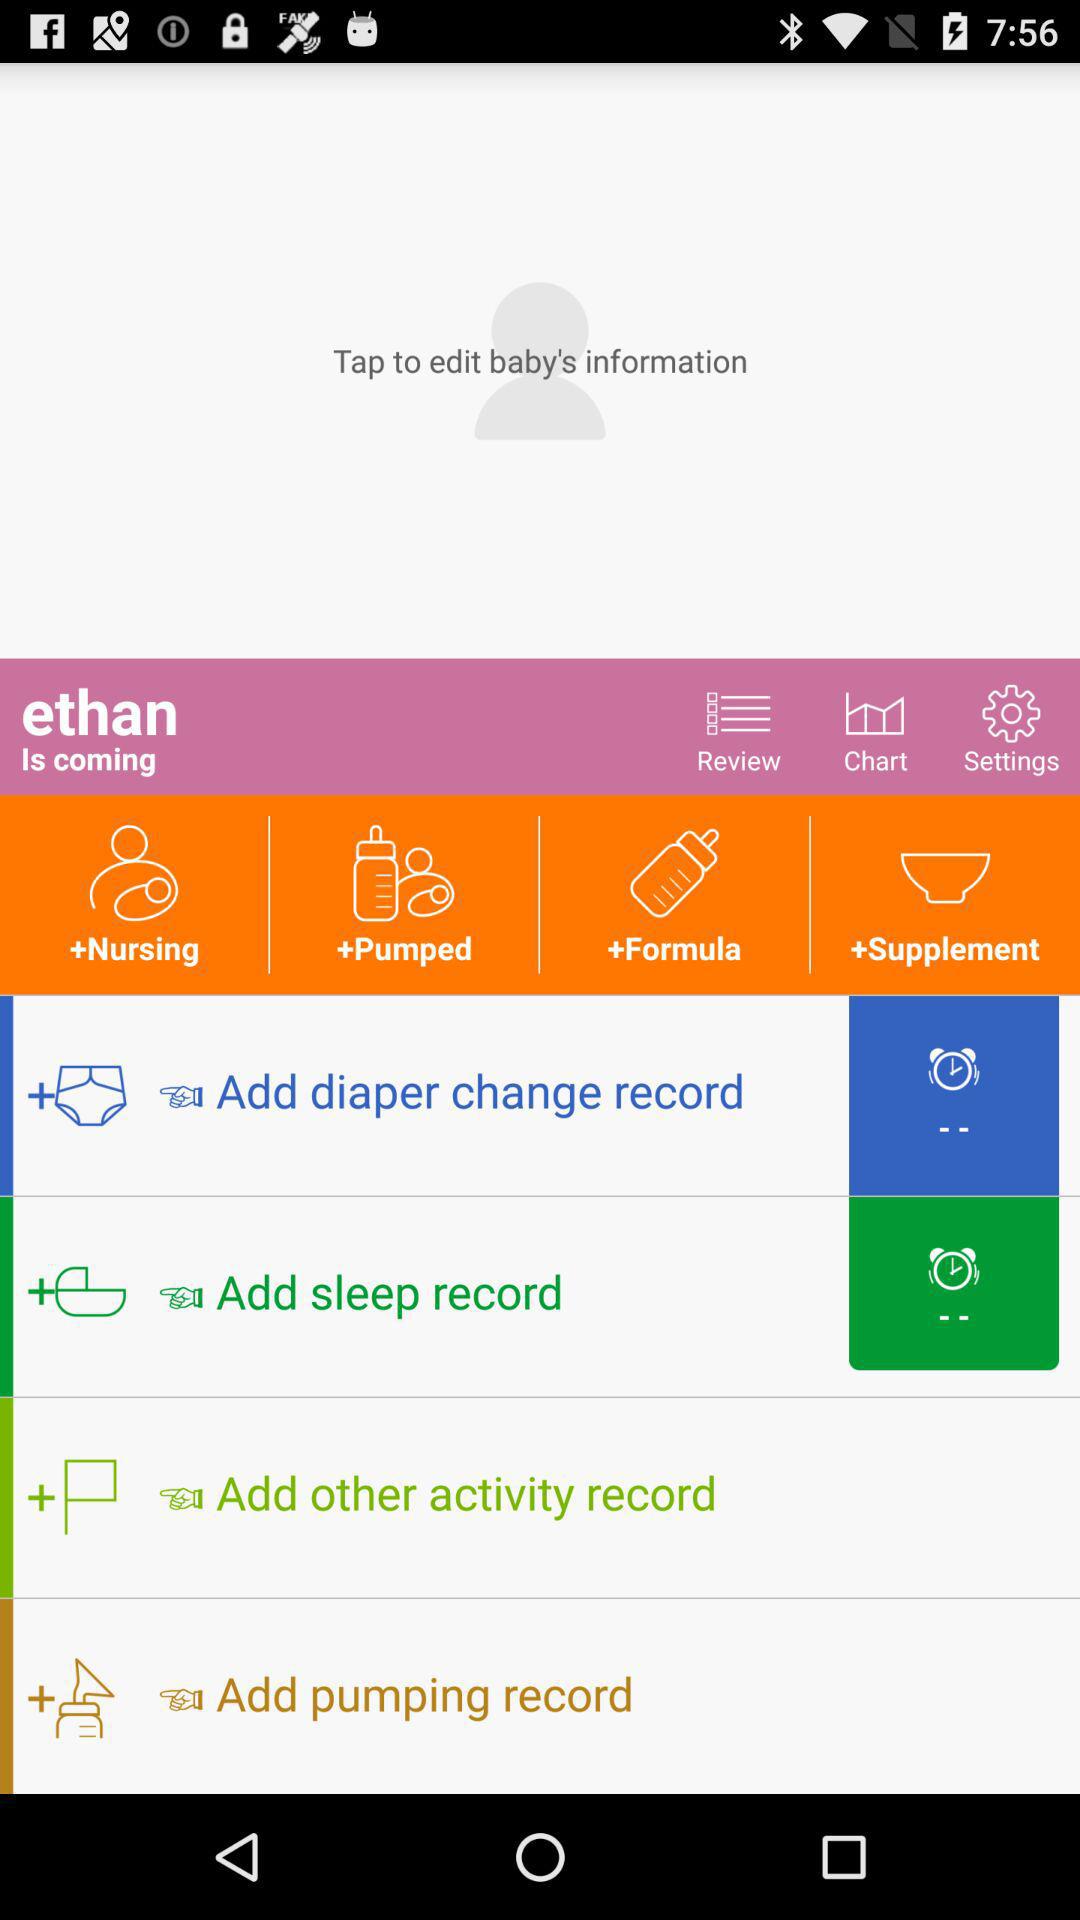 FAKE
7:56
Tap to edit baby's information
ethan
Is coming
Review
Chart
Settings
+Nursing
+Pumped
+Formula
+Supplement
+ Add diaper change record
- -
+ Add sleep record
- -
+ Add other activity record
+ Add pumping record